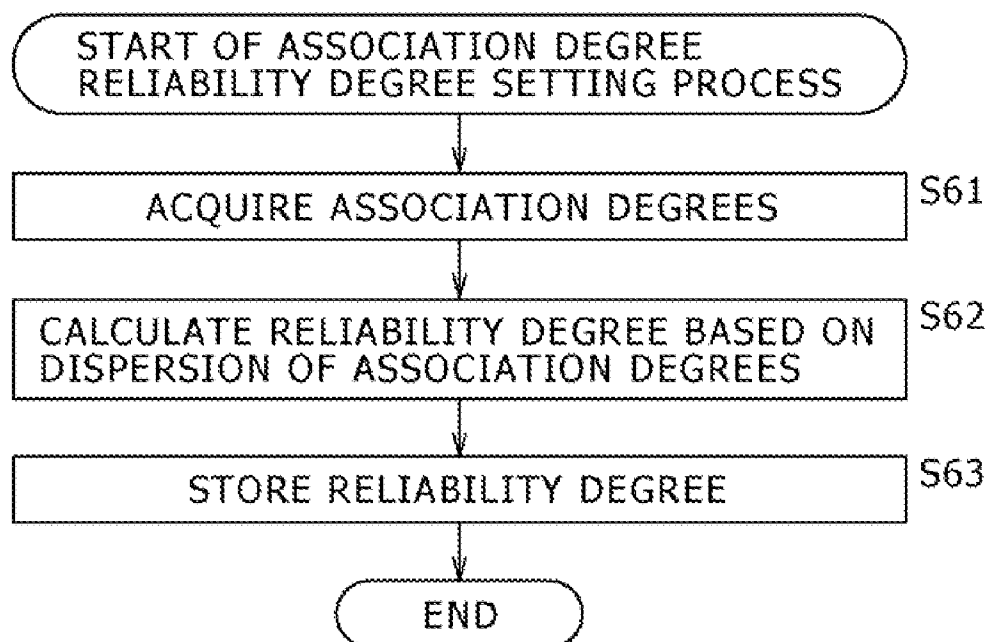 START OF ASSOCIATION DEGREE
RELIABILITY DEGREE SETTING PROCESS
ACQUIRE ASSOCIATION DEGREES
S61
CALCULATE RELIABILITY DEGREE BASED ON
DISPERSION OF ASSOCIATION DEGREES
S62
STORE RELIABILITY DEGREE
S63
END